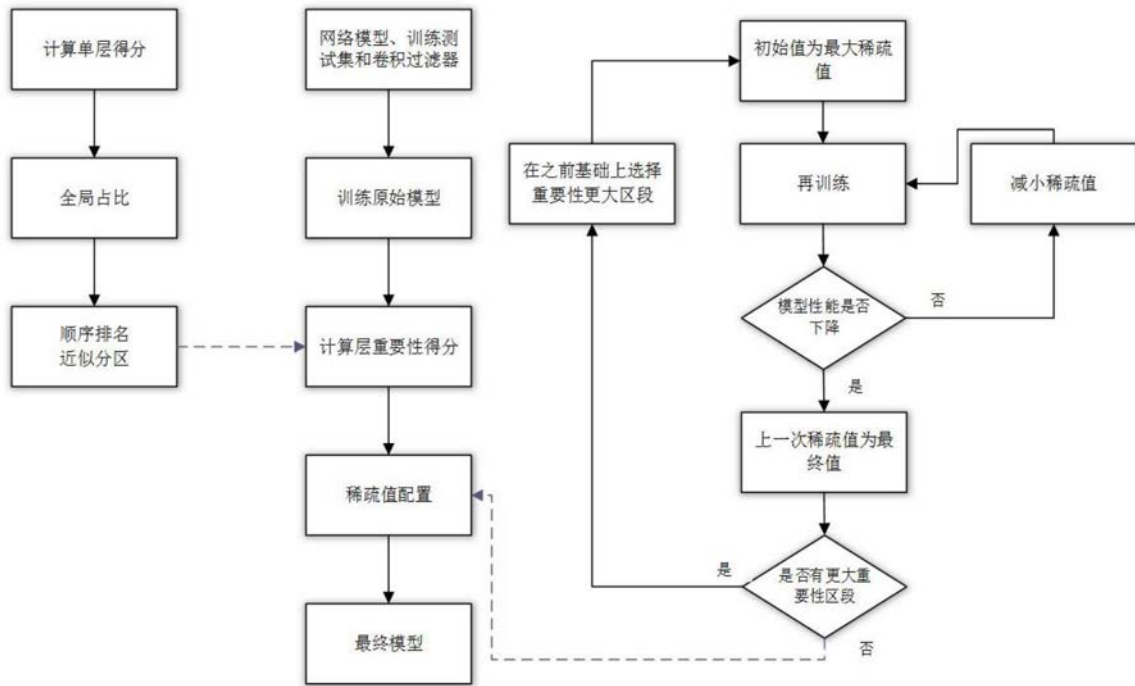 计算单层得分
全局占比
顺序排名
近似分区
网络模型、训练测
试集和卷积过滤器
训练原始模型
计算层重要性得分
稀疏值配置
最终模型
初始值为最大稀疏
值
在之前基础上选择
重要性更大区段
再训练
减小稀疏值
模型性能是否
下降
否
是
上一次稀疏值为最
终值
是否有更大重
要性区段
是
否